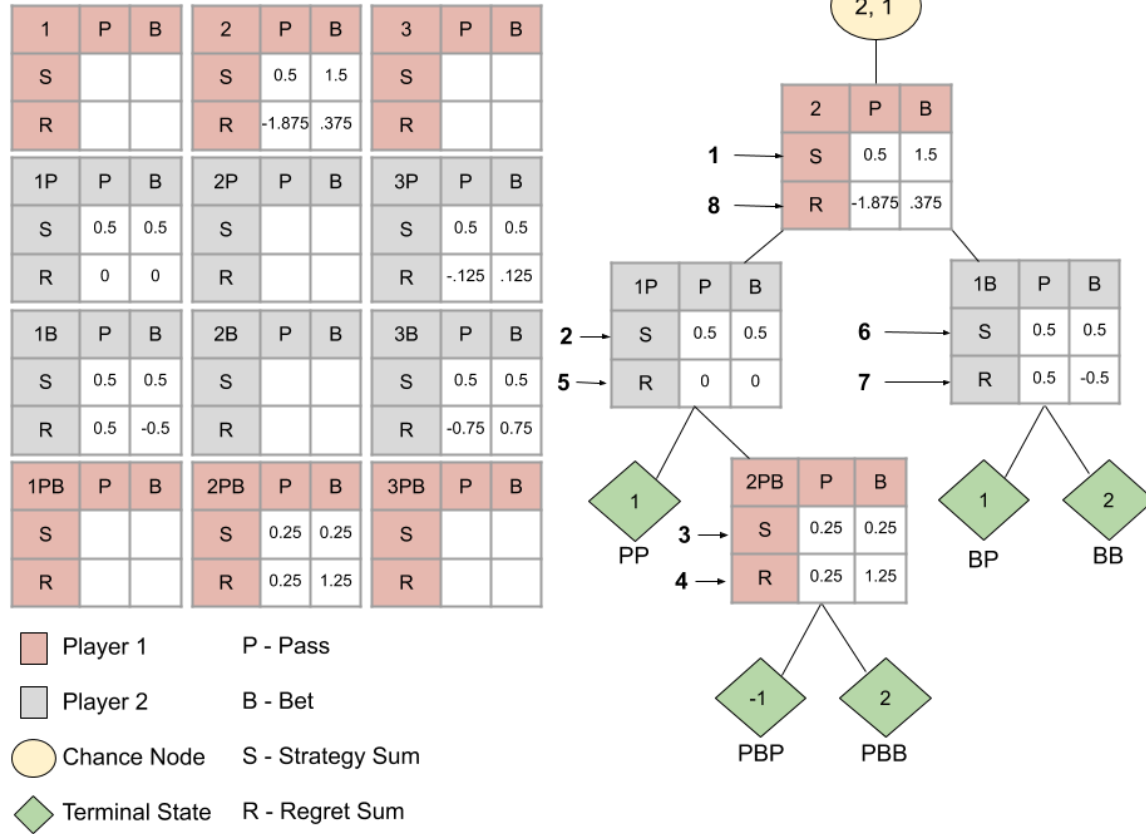 2, 1
1 P B
S
R
2 P B
S 0.5 1.5
R -1.875 .375
3 P B
S
R
1P P B
S 0.5 0.5
R 0 0
2P P B
S
R
3P P B
S 0.5 0.5
R -.125 .125
1B P B
S 0.5 0.5
R 0.5 -0.5
2B P B
S
R
3B P B
S 0.5 0.5
R -0.75 0.75
1PB P B
S
R
2PB P B
S 0.25 0.25
R 0.25 1.25
3PB P B
S
R
2 P B
1 S 0.5 1.5
8 R -1.875 .375
1P P B
2 S 0.5 0.5
5 R 0 0
1B P B
6 S 0.5 0.5
7 R 0.5 -0.5
1
PP
2PB P B
3 S 0.25 0.25
4 R 0.25 1.25
1
BP
2
BB
-1
PBP
2
PBB
Player 1 P - Pass
Player 2 B - Bet
Chance Node S - Strategy Sum
Terminal State R - Regret Sum